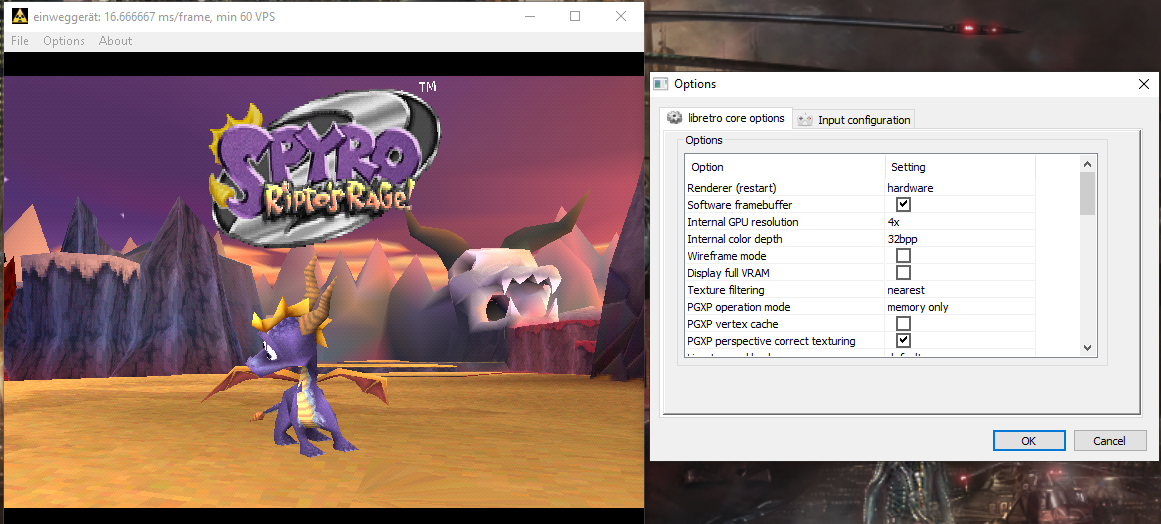 einweggerät: 16.666667 ms/frame, min 60 VPS
File Options About
TM
SPYRO
Ripto's Rage!
Options
libretro core options
Input configuration
Options
Option Setting
Renderer (restart) hardware
Software framebuffer
Internal GPU resolution 4x
Internal color depth 32bpp
Wireframe mode
Display full VRAM
Texture filtering nearest
PGXP operation mode memory only
PGXP vertex cache
PGXP perspective correct texturing
OK Cancel